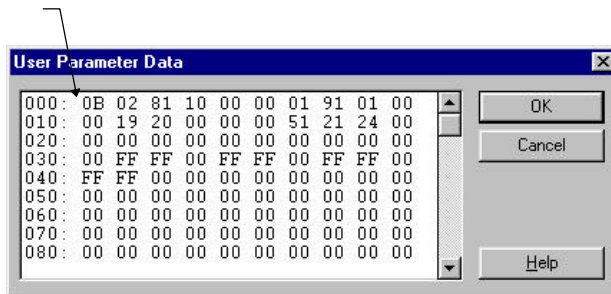 User Parameter Data
000: 0B 02 81 10 00 00 01 91 01 00
010: 00 19 20 00 00 00 51 21 24 00
020: 00 00 00 00 00 00 00 00 00 00
030: 00 FF FF 00 FF FF 00 FF FF 00
040: FF FF 00 00 00 00 00 00 00 00
050: 00 00 00 00 00 00 00 00 00 00
060: 00 00 00 00 00 00 00 00 00 00
070: 00 00 00 00 00 00 00 00 00 00
080: 00 00 00 00 00 00 00 00 00 00
OK
Cancel
Help